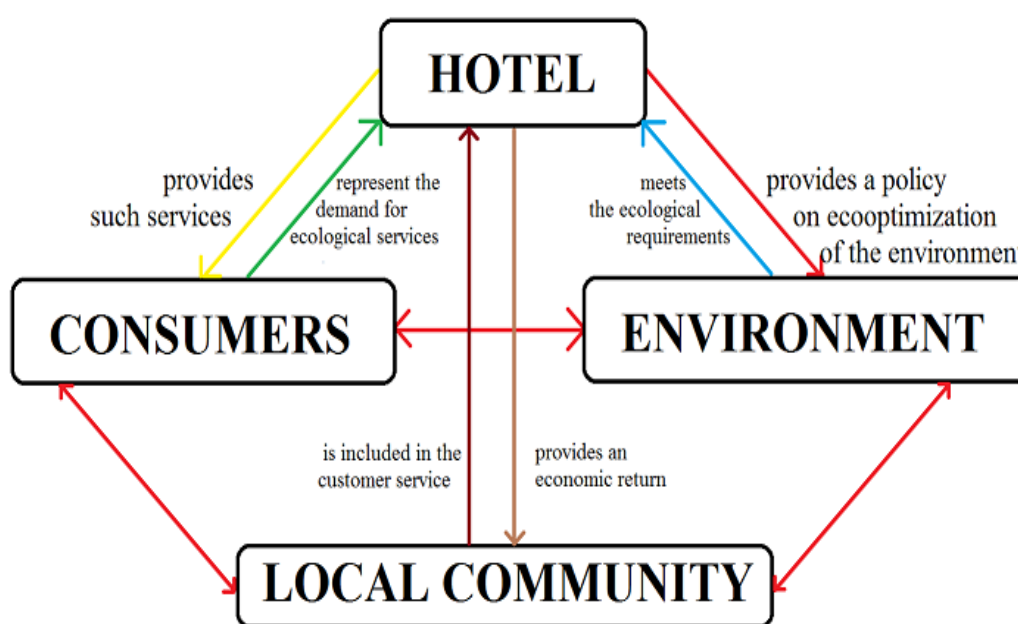 HOTEL
provides
such services
represent the
demand for
ecological services
meets
the ecological
requirements
provides a policy
on ecooptimization
of the environment
CONSUMERS
ENVIRONMENT
is included in the
customer service
provides an
economic return
LOCAL COMMUNITY